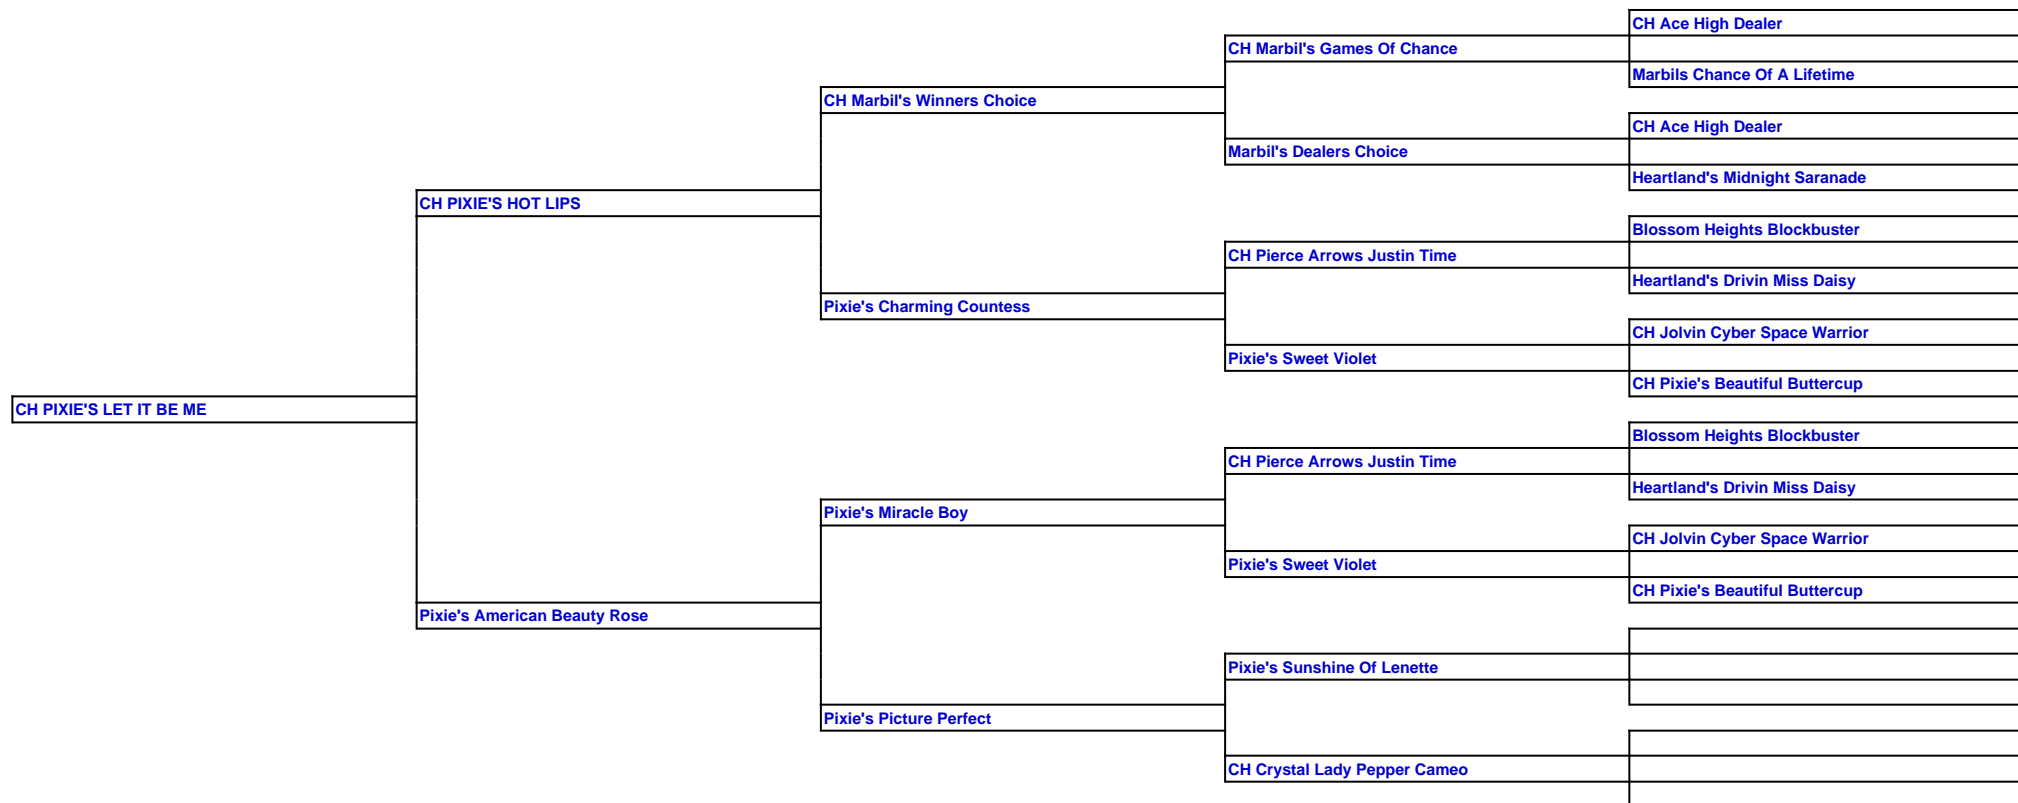 CH Ace High Dealer
CH Marbil's Games Of Chance
Marbils Chance Of A Lifetime
CH Marbil's Winners Choice
CH Ace High Dealer
Marbil's Dealers Choice
Heartland's Midnight Saranade
CH PIXIE'S HOT LIPS
Blossom Heights Blockbuster
CH Pierce Arrows Justin Time
Heartland's Drivin Miss Daisy
Pixie's Charming Countess
CH Jolvin Cyber Space Warrior
Pixie's Sweet Violet
CH Pixie's Beautiful Buttercup
CH PIXIE'S LET IT BE ME
Blossom Heights Blockbuster
CH Pierce Arrows Justin Time
Heartland's Drivin Miss Daisy
Pixie's Miracle Boy
CH Jolvin Cyber Space Warrior
Pixie's Sweet Violet
CH Pixie's Beautiful Buttercup
Pixie's American Beauty Rose
Pixie's Sunshine Of Lenette
Pixie's Picture Perfect
CH Crystal Lady Pepper Cameo